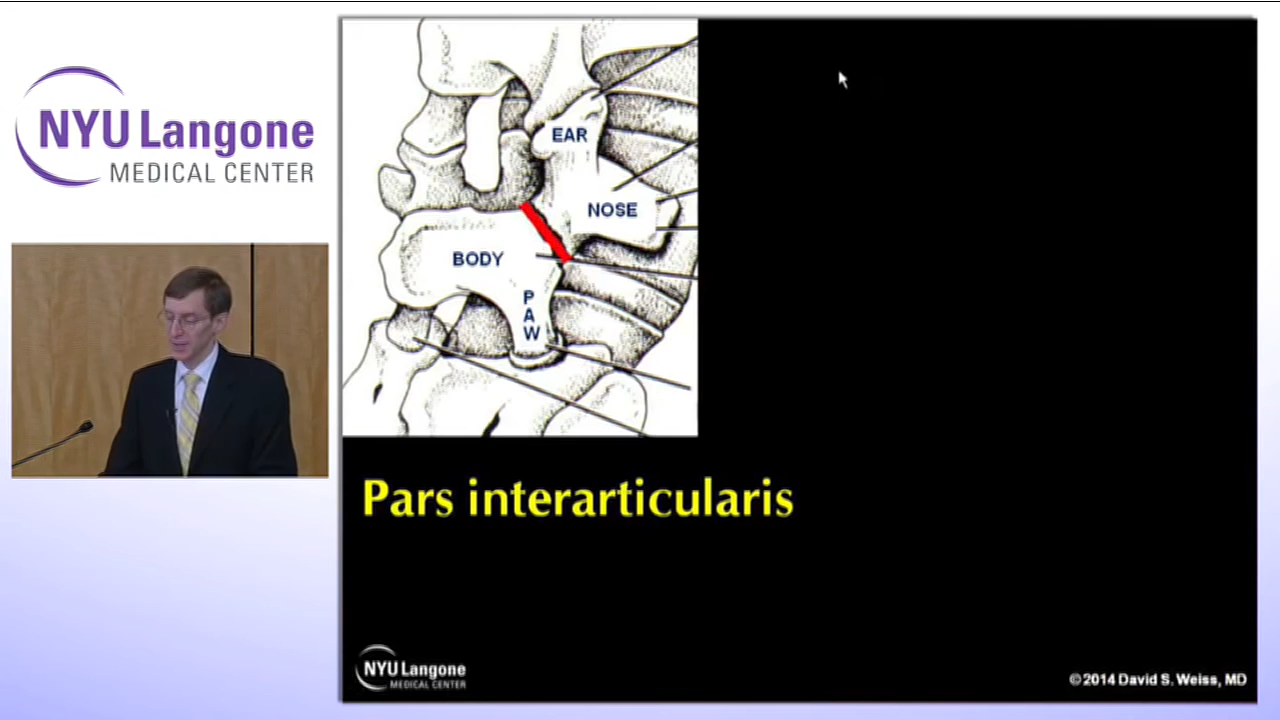 NYU Langone
MEDICAL CENTER
EAR
NOSE
BODY
P
A
W
Pars interarticularis
NYU Langone
MEDICAL CENTER
©2014 David S. Weiss, MD